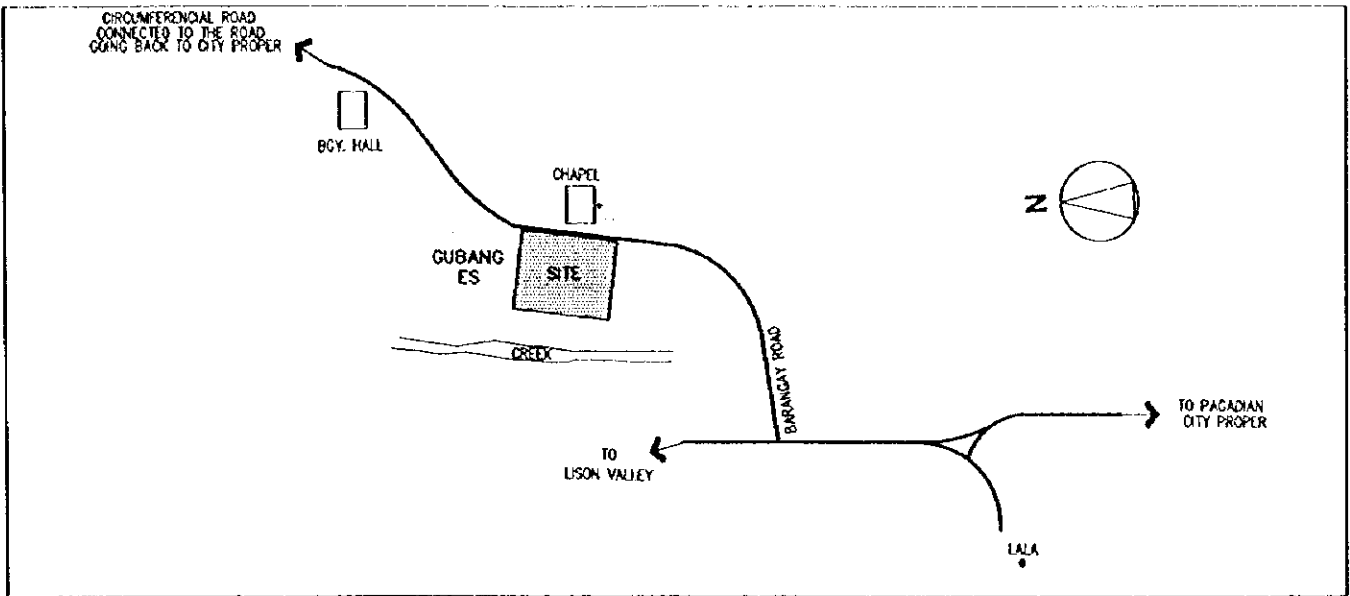 CIRCUMFERENCIAL ROAD
CONNECTED TO THE ROAD
GOING BACK TO CITY PROPER
BGY. HALL
CHAPEL
N
GUBANG
ES
SITE
CREEK
BARANGAY ROAD
TO PAGADIAN
CITY PROPER
TO
LISON VALLEY
LALA